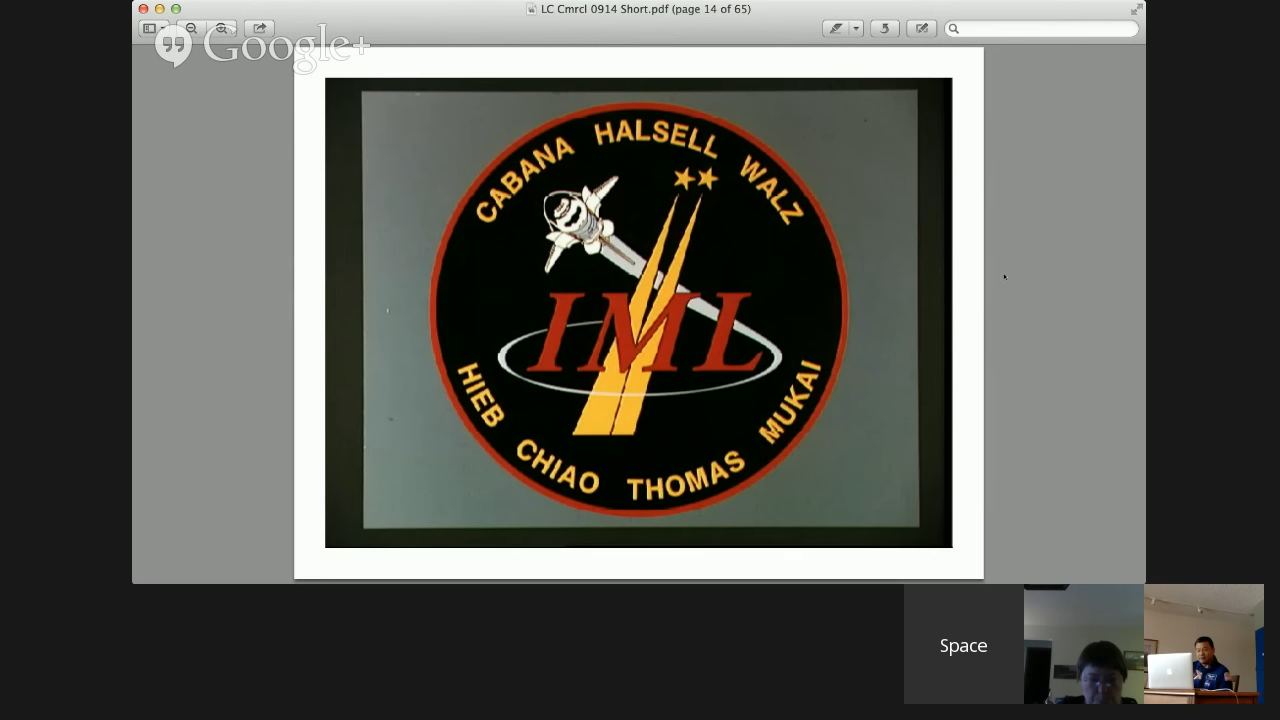 LC Cmrcl 0914 Short.pdf (page 14 of 65)
Google+
CABANA HALSELL WALZ
IML
HIEB CHIAO THOMAS MUKAI
Space